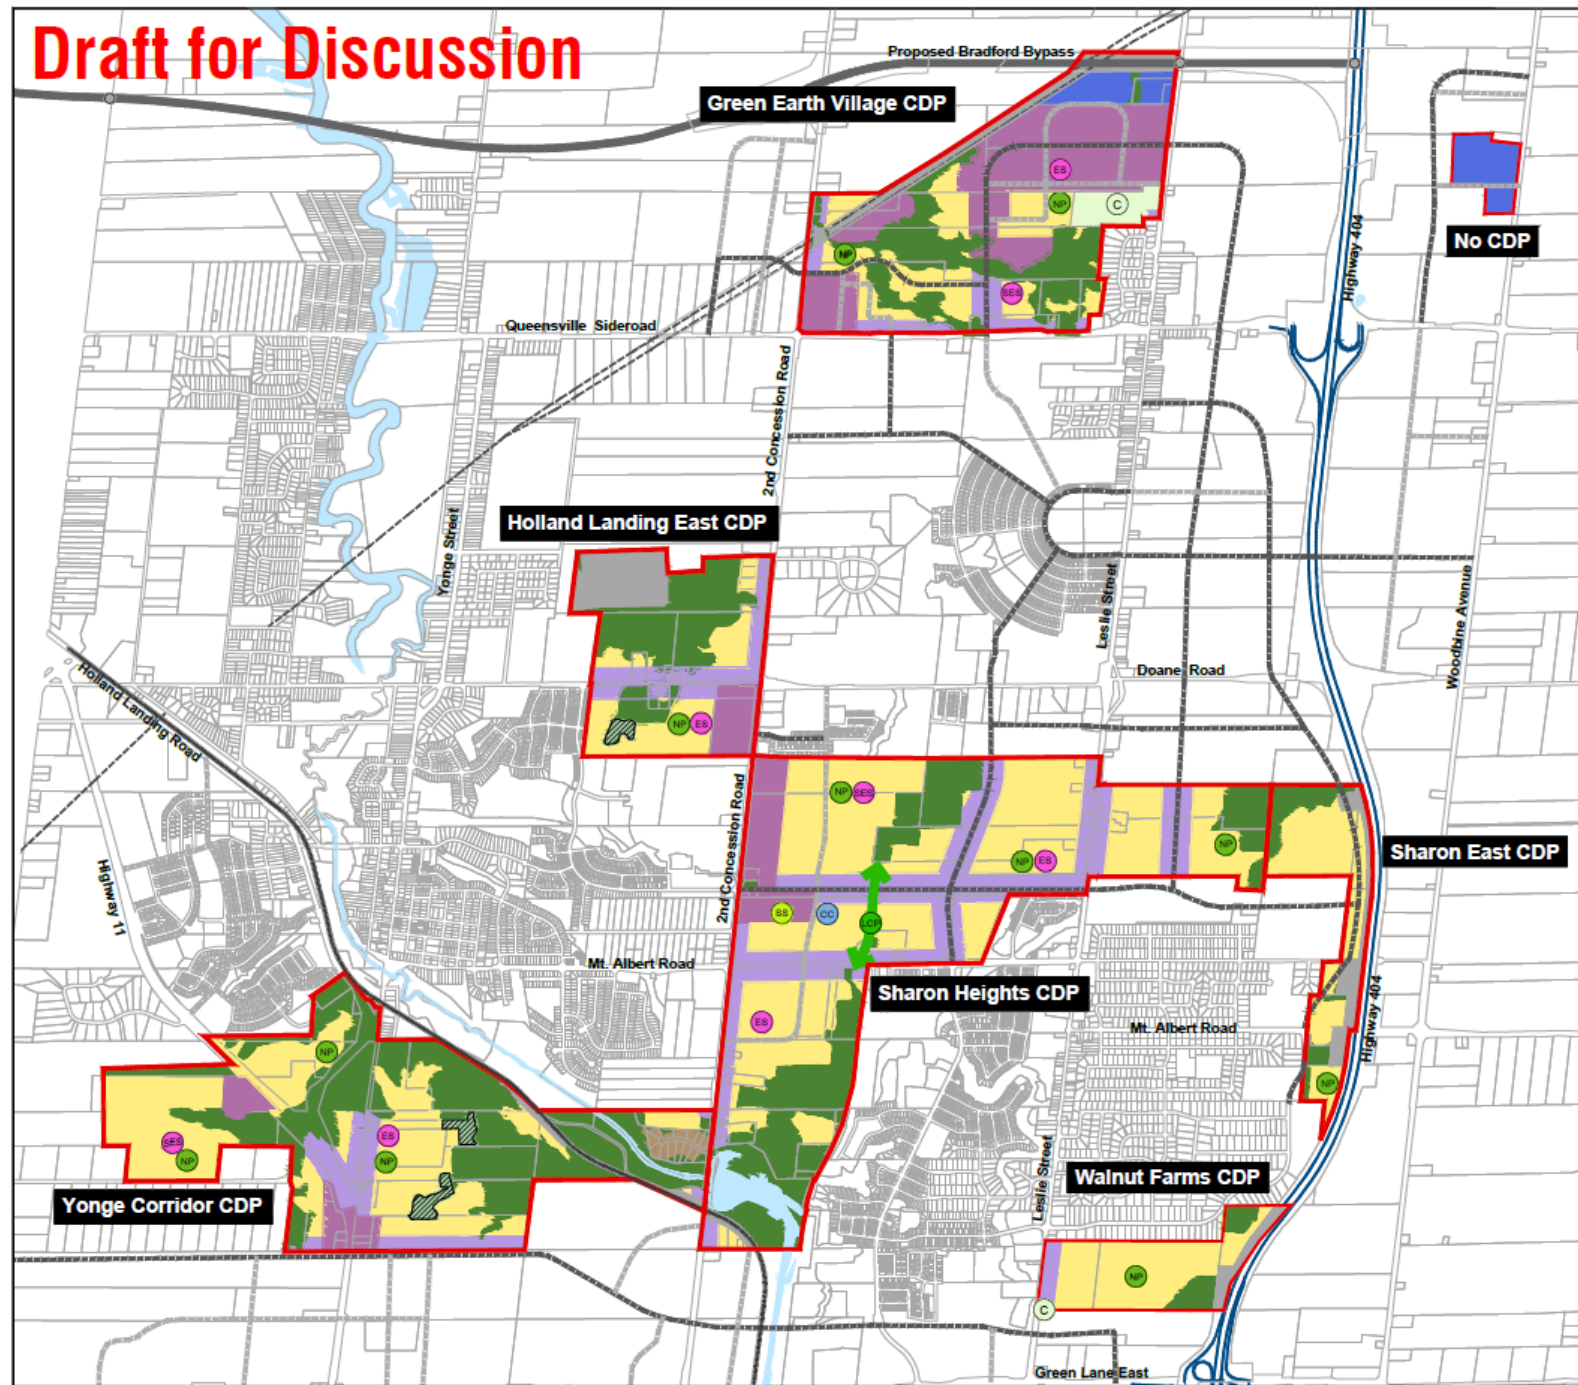 Draft for Discussion
Proposed Bradford Bypass
Green Earth Village CDP
ES
NP
C
No CDP
Highway 404
NP
SES
Queensville Sideroad
2nd Concession Road
Holland Landing East CDP
Yonge Street
Leslie Street
Woodbine Avenue
Doane Road
Holland Landing Road
NP
ES
2nd Concession Road
NP
SES
NP
ES
NP
Sharon East CDP
Highway 11
SS
CC
LCP
Mt. Albert Road
Sharon Heights CDP
ES
Mt. Albert Road
Highway 404
NP
NP
SES
NP
ES
NP
Yonge Corridor CDP
Leslie Street
Walnut Farms CDP
NP
C
Green Lane East